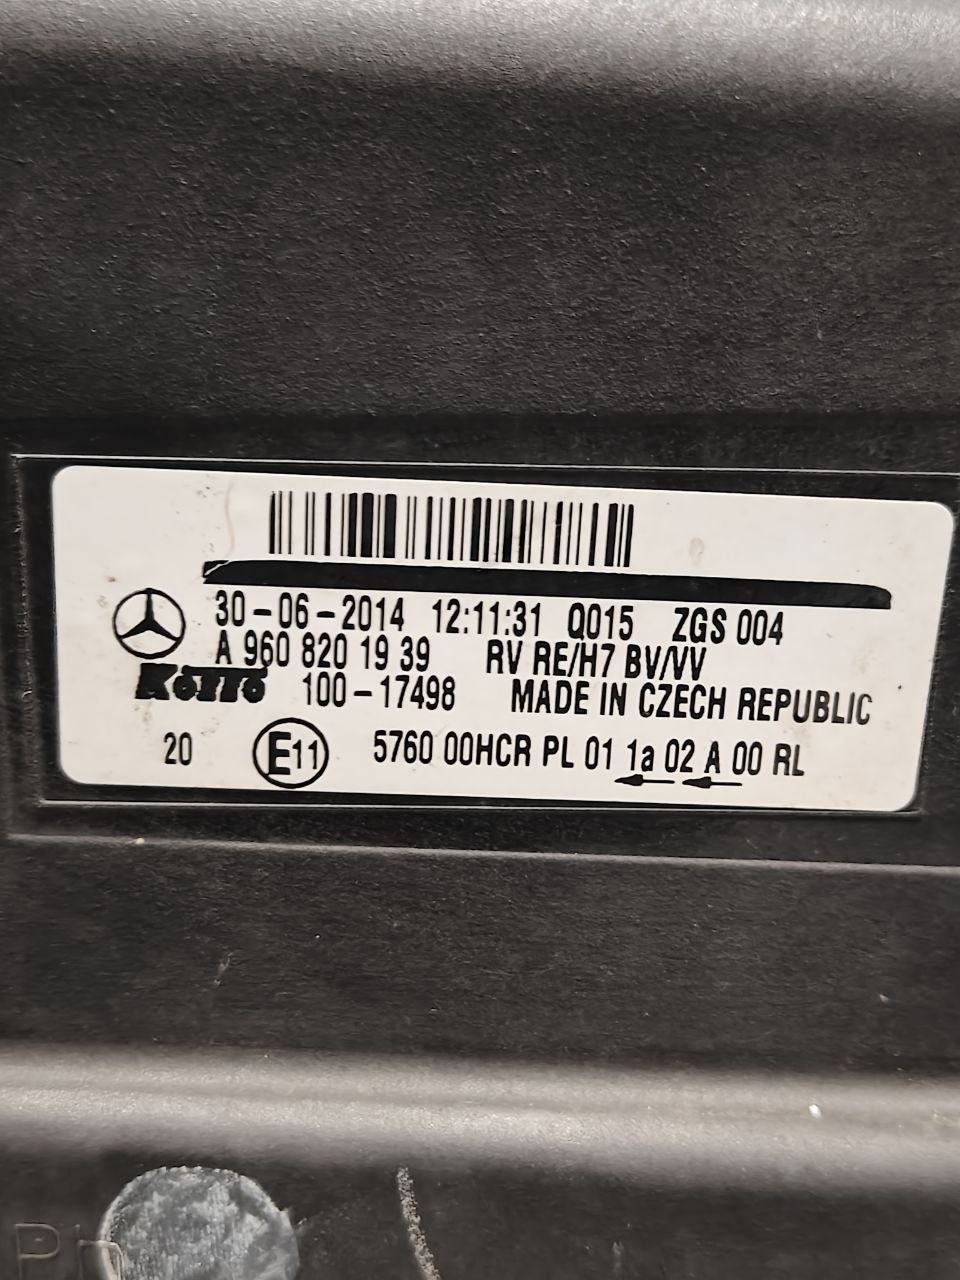 30-06-2014 12:11:31 Q015 ZGS 004
A 960 820 19 39 RV RE/H7 BV/VV
100-17498 MADE IN CZECH REPUBLIC
20 E11 5760 00HCR PL 01 1a 02 A 00 RL